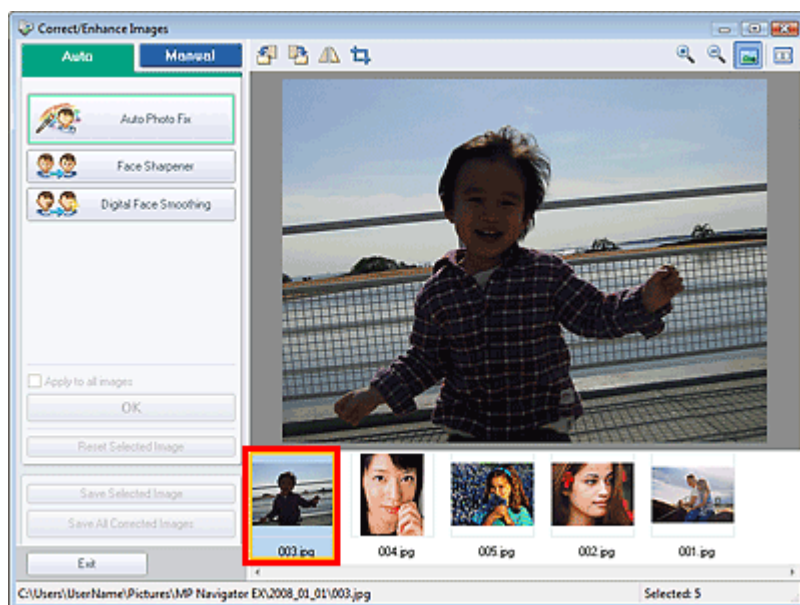 Correct/Enhance Images
Auto
Manual
Auto Photo Fix
Face Sharpener
Digital Face Smoothing
Apply to all images
OK
Reset Selected Image
Save Selected Image
Save All Corrected Images
Exit
003.jpg
004.jpg
005.jpg
002.jpg
001.jpg
C:\Users\UserName\Pictures\MP Navigator EX\2008_01_01\003.jpg
Selected: 5